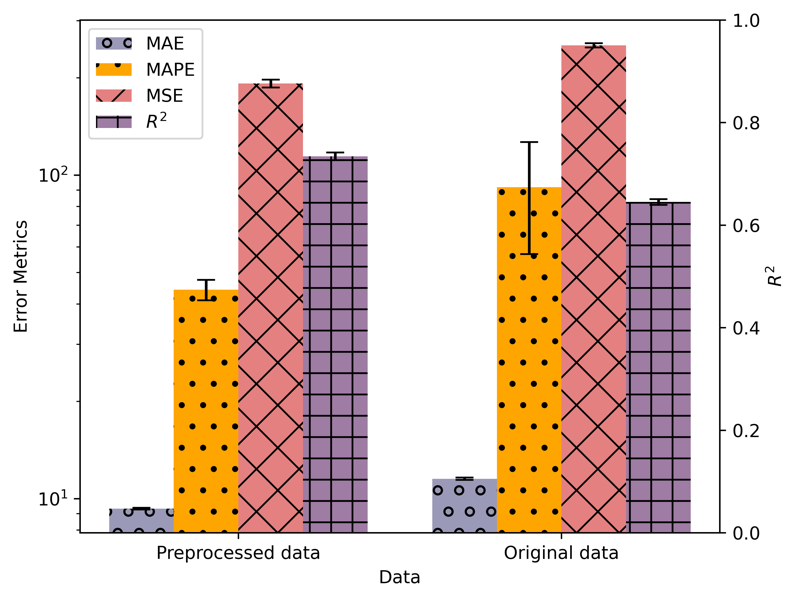 MAE
MAPE
MSE
R²
10²
10¹
Error Metrics
1.0
0.8
0.6
0.4
0.2
0.0
R²
Preprocessed data
Original data
Data